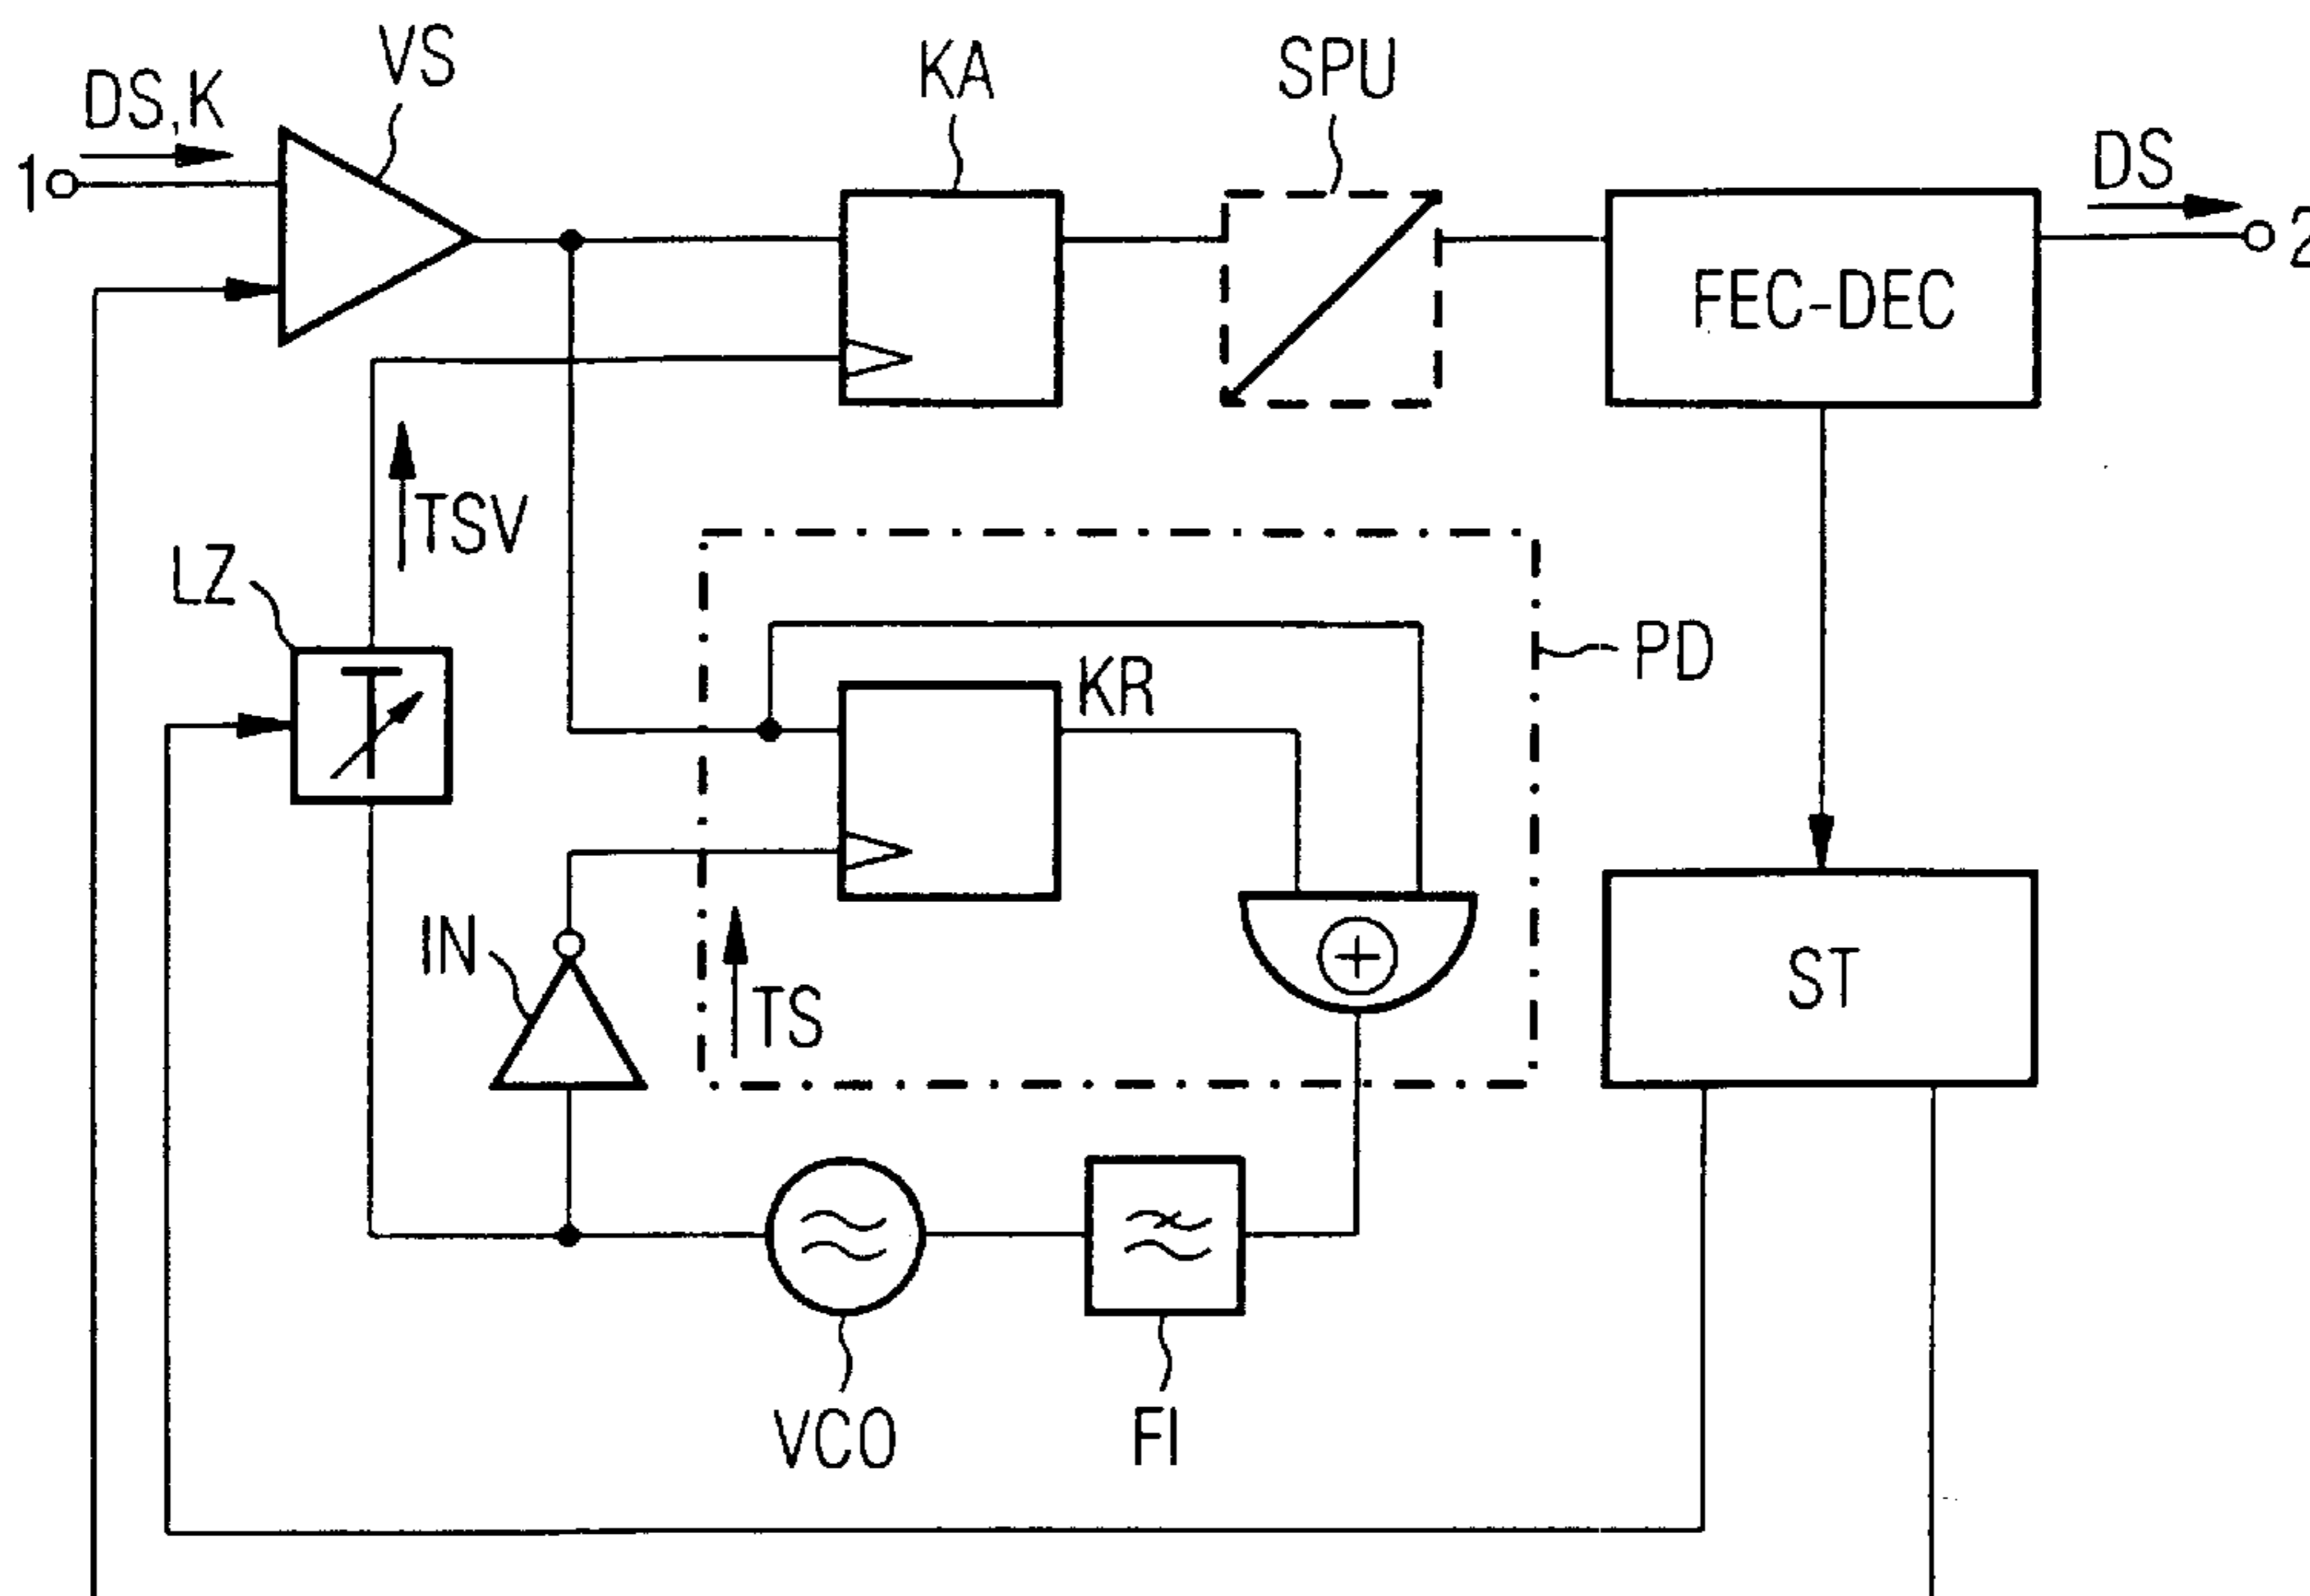 VS
KA
SPU
DS,K
DS
1
2
FEC-DEC
TSV
LZ
PD
KR
IN
TS
ST
VCO
FI